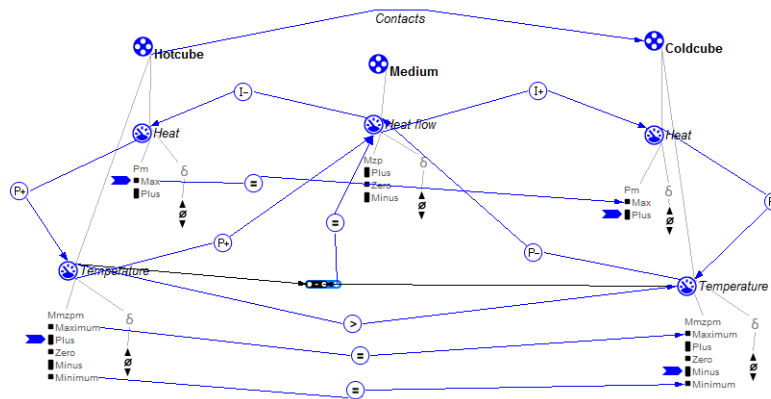 Contacts
Hotcube
Coldcube
Medium
I−
I+
Heat
Heat flow
Heat
Pm
Max
Plus
δ
Mzp
Plus
Zero
Minus
δ
Pm
Max
Plus
δ
P+
=
=
P+
P−
Temperature
Temperature
>
Mmzpm
Maximum
Plus
Zero
Minus
Minimum
δ
Mmzpm
Maximum
Plus
Zero
Minus
Minimum
δ
=
=